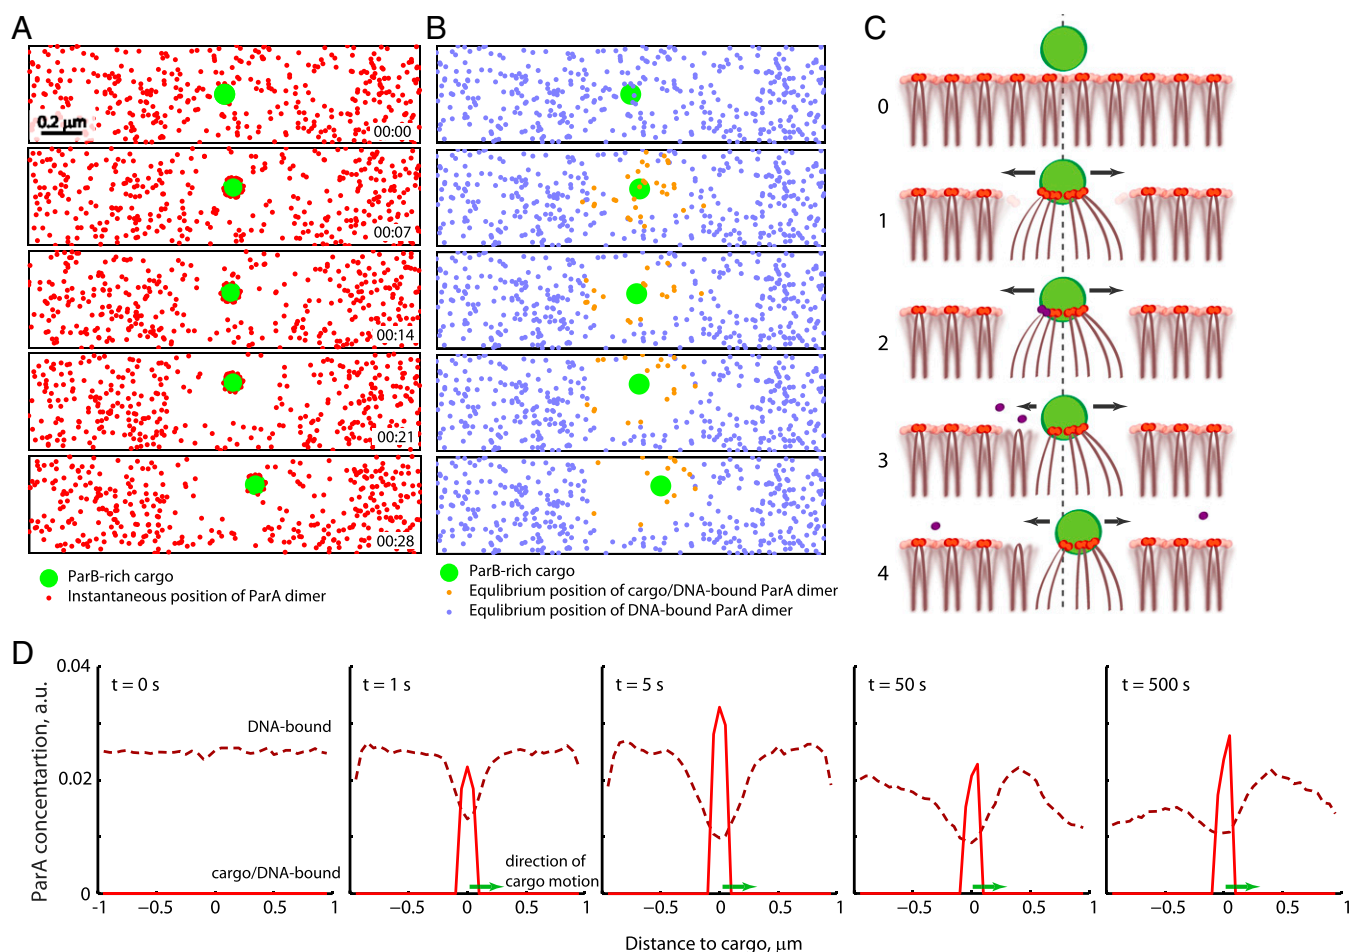 A
B
C
0.2 μm
00:00
00:07
00:14
00:21
00:28
ParB-rich cargo
Instantaneous position of ParA dimer
ParB-rich cargo
Equlibrium position of cargo/DNA-bound ParA dimer
Equlibrium position of DNA-bound ParA dimer
0
1
2
3
4
D
ParA concentartion, a.u.
0.04
0.02
0
t = 0 s
DNA-bound
cargo/DNA-bound
-1
-0.5
0
0.5
1
t = 1 s
direction of
cargo motion
−0.5
0
0.5
1
t = 5 s
−0.5
0
0.5
1
t = 50 s
−0.5
0
0.5
1
t = 500 s
−0.5
0
0.5
1
Distance to cargo, μm